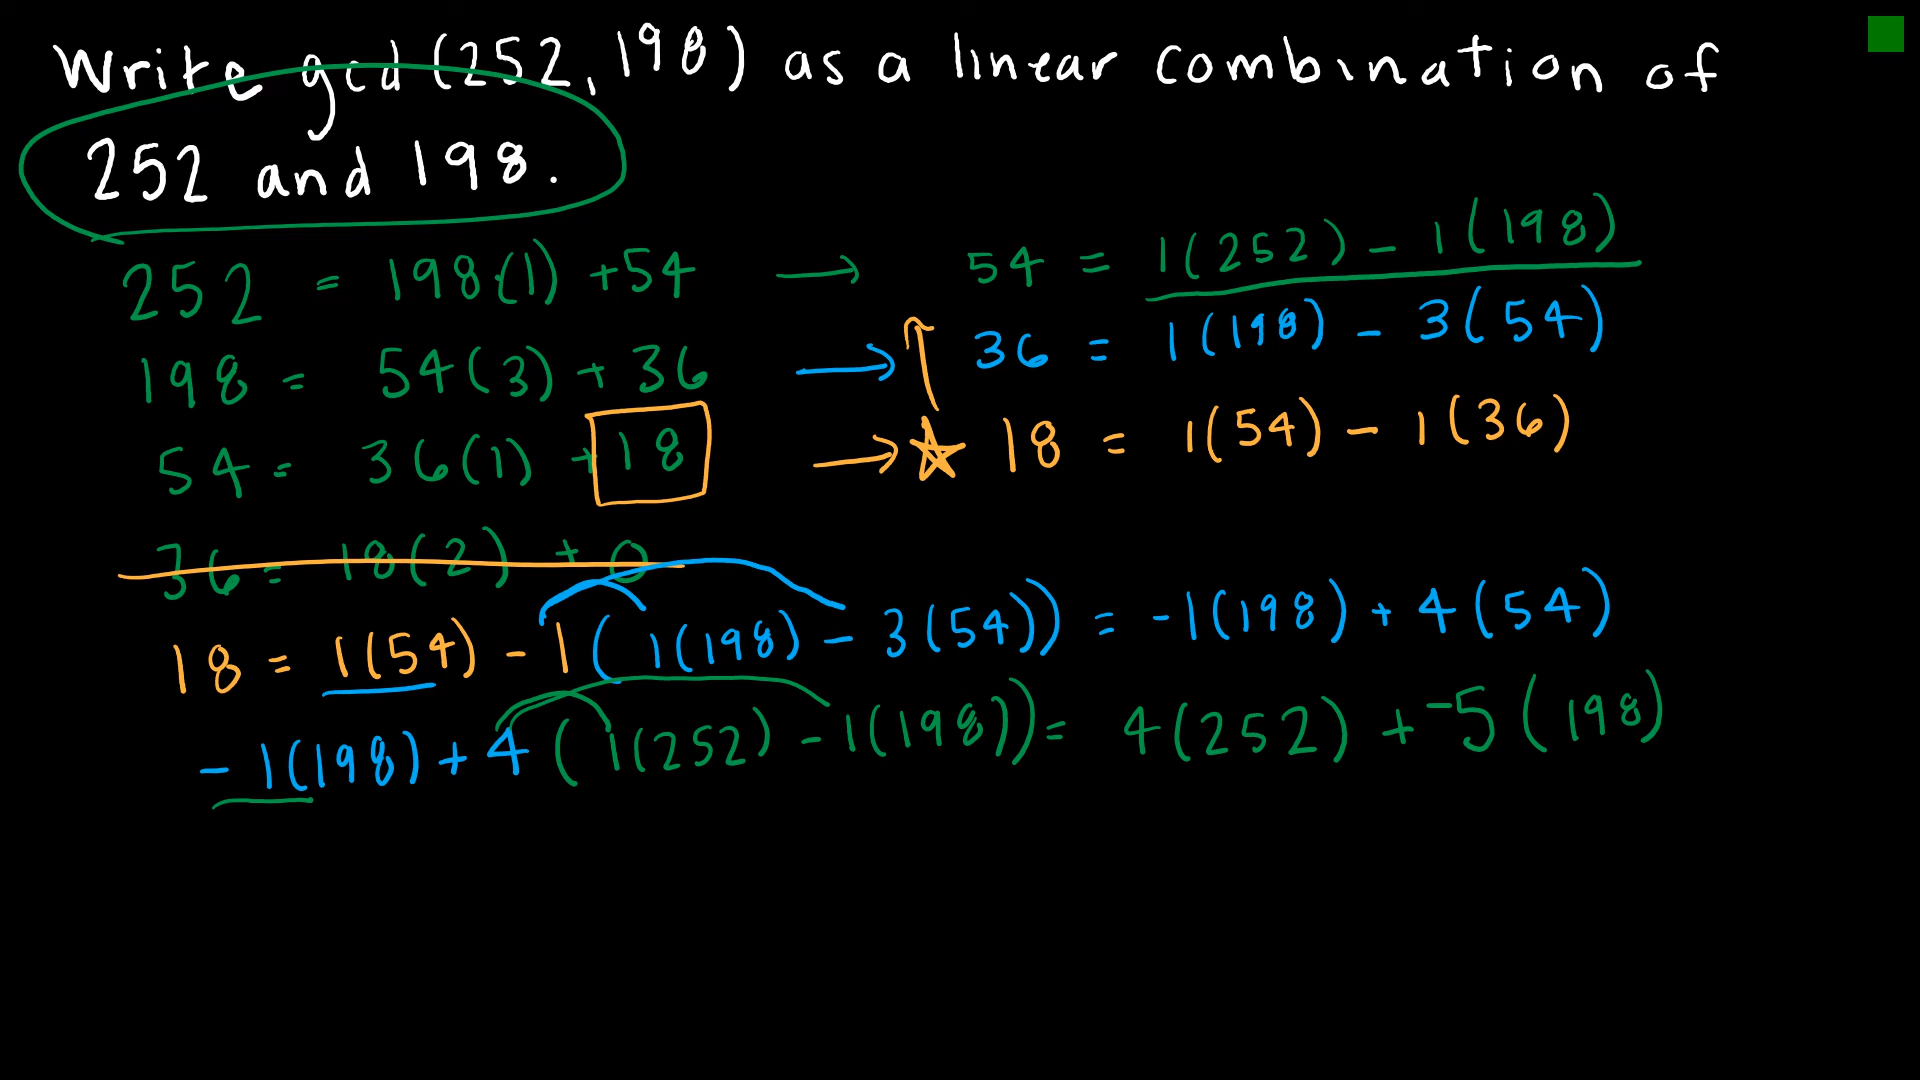 Write gcd (252, 198) as a linear combination of
252 and 198.
252 = 198(1) + 54 → 54 = 1(252) - 1(198)
198 = 54(3) + 36 → 36 = 1(198) - 3(54)
54 = 36(1) + 18 → 18 = 1(54) - 1(36)
36 = 18(2) + 0
18 = 1(54) - 1(1(198) - 3(54)) = -1(198) + 4(54)
-1(198) + 4(1(252) - 1(198)) = 4(252) + -5(198)